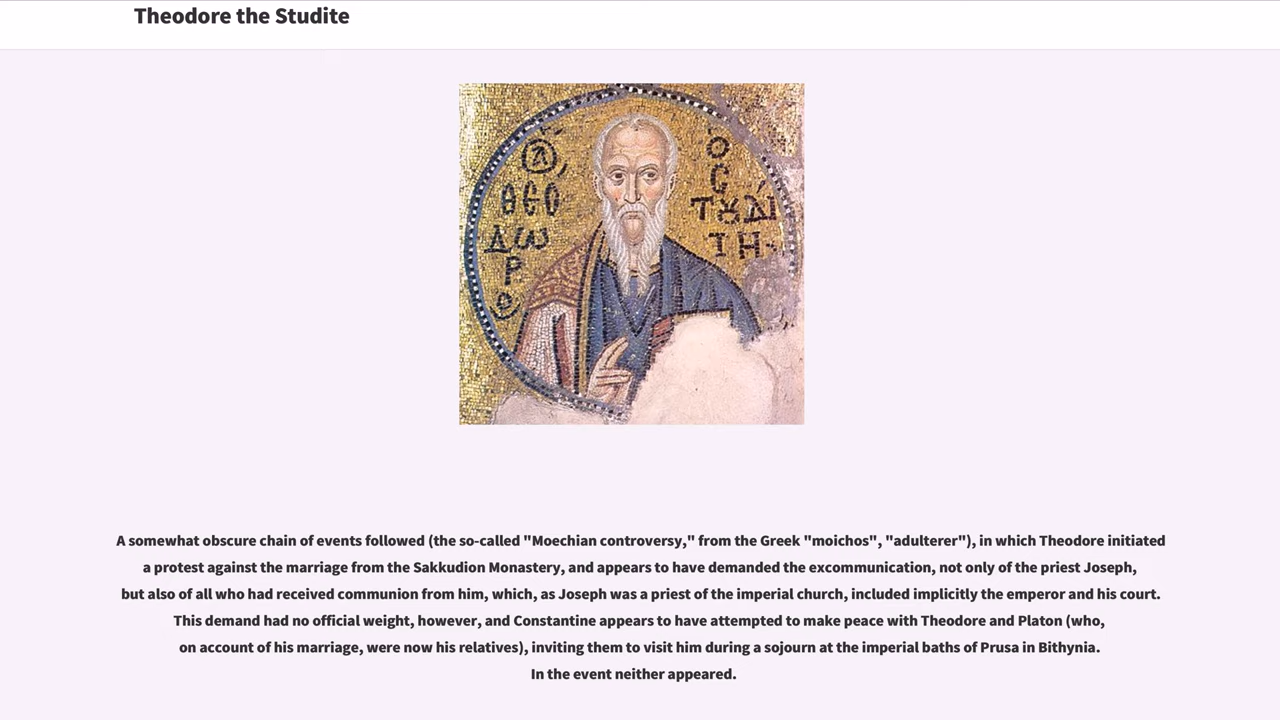 Theodore the Studite
Ⓐ
ΘΕΟ
ΔΩ
Ρ
Ο
Ο
C
ΤȣΔΙ
ΤΗ·
A somewhat obscure chain of events followed (the so-called "Moechian controversy," from the Greek "moichos", "adulterer"), in which Theodore initiated
a protest against the marriage from the Sakkudion Monastery, and appears to have demanded the excommunication, not only of the priest Joseph,
but also of all who had received communion from him, which, as Joseph was a priest of the imperial church, included implicitly the emperor and his court.
This demand had no official weight, however, and Constantine appears to have attempted to make peace with Theodore and Platon (who,
on account of his marriage, were now his relatives), inviting them to visit him during a sojourn at the imperial baths of Prusa in Bithynia.
In the event neither appeared.